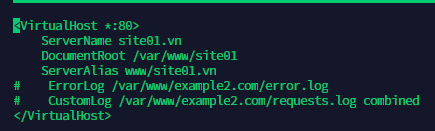 <VirtualHost *:80>
    ServerName site01.vn
    DocumentRoot /var/www/site01
    ServerAlias www/site01.vn
#   ErrorLog /var/www/example2.com/error.log
#   CustomLog /var/www/example2.com/requests.log combined
</VirtualHost>